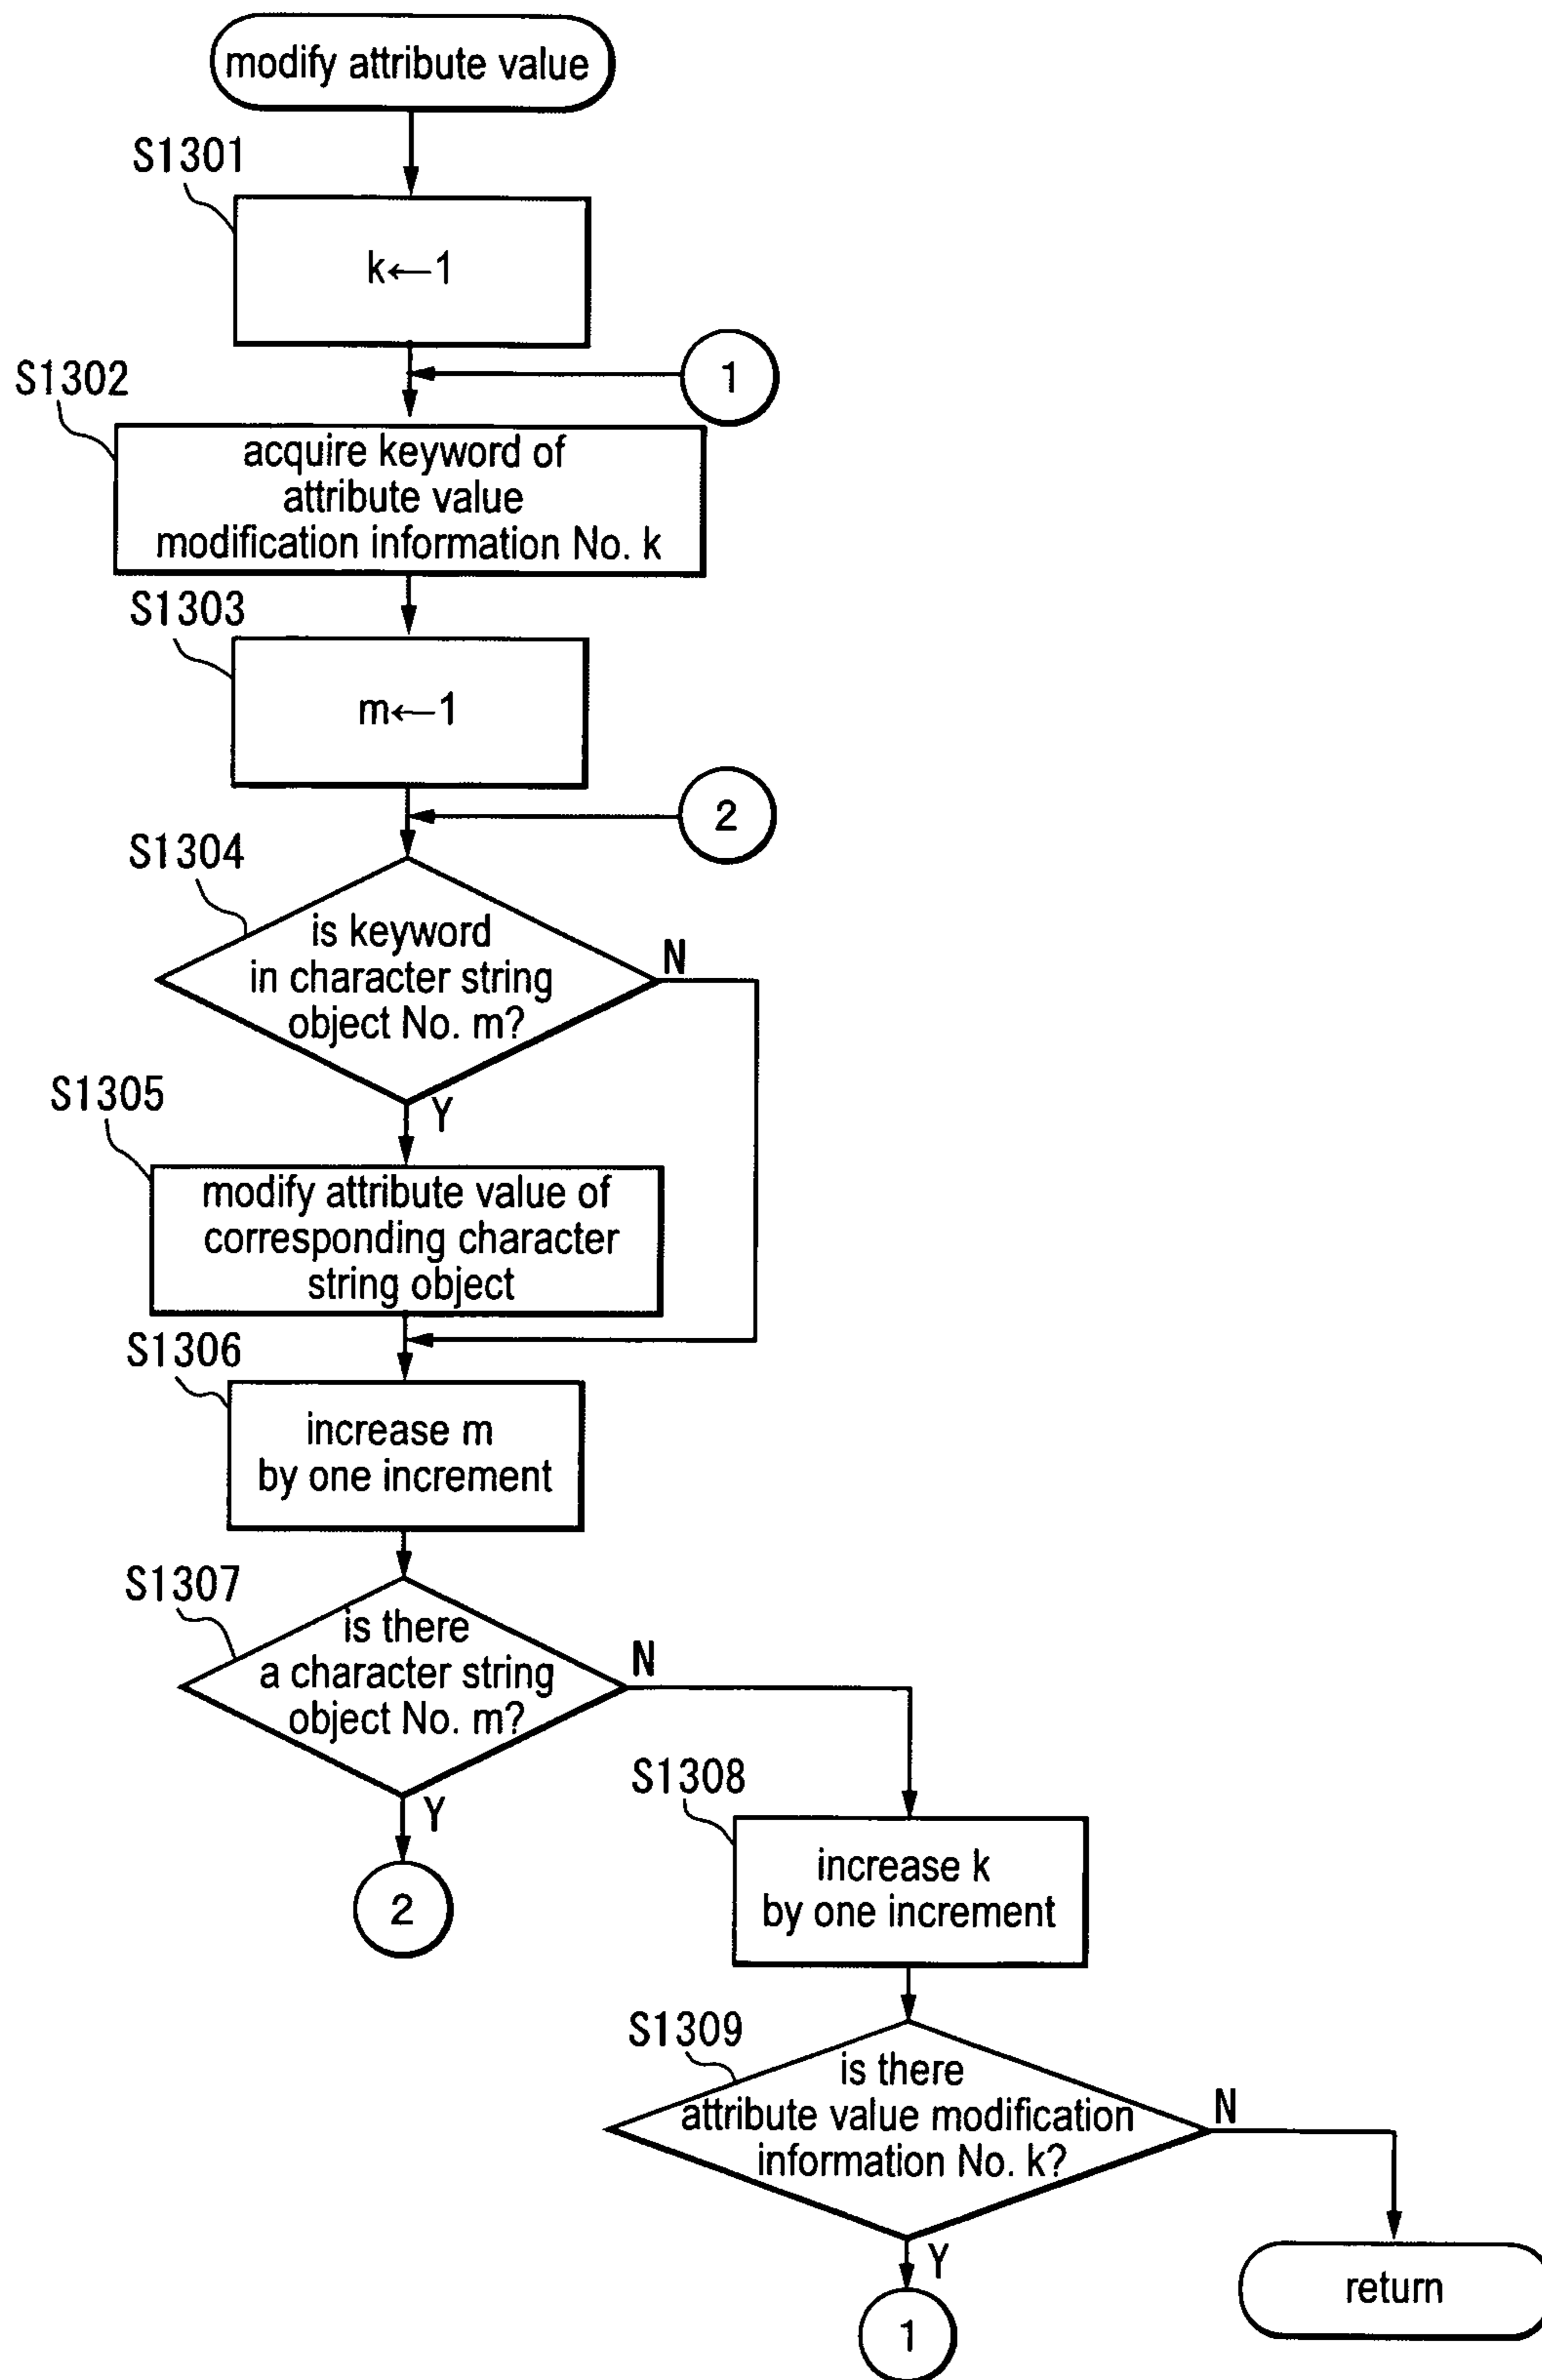 modify attribute value
S1301
k←1
1
S1302
acquire keyword of
attribute value
modification information No. k
S1303
m←1
2
S1304
is keyword
in character string
object No. m?
N
Y
S1305
modify attribute value of
corresponding character
string object
S1306
increase m
by one increment
S1307
is there
a character string
object No. m?
N
Y
2
S1308
increase k
by one increment
S1309
is there
attribute value modification
information No. k?
N
Y
1
return